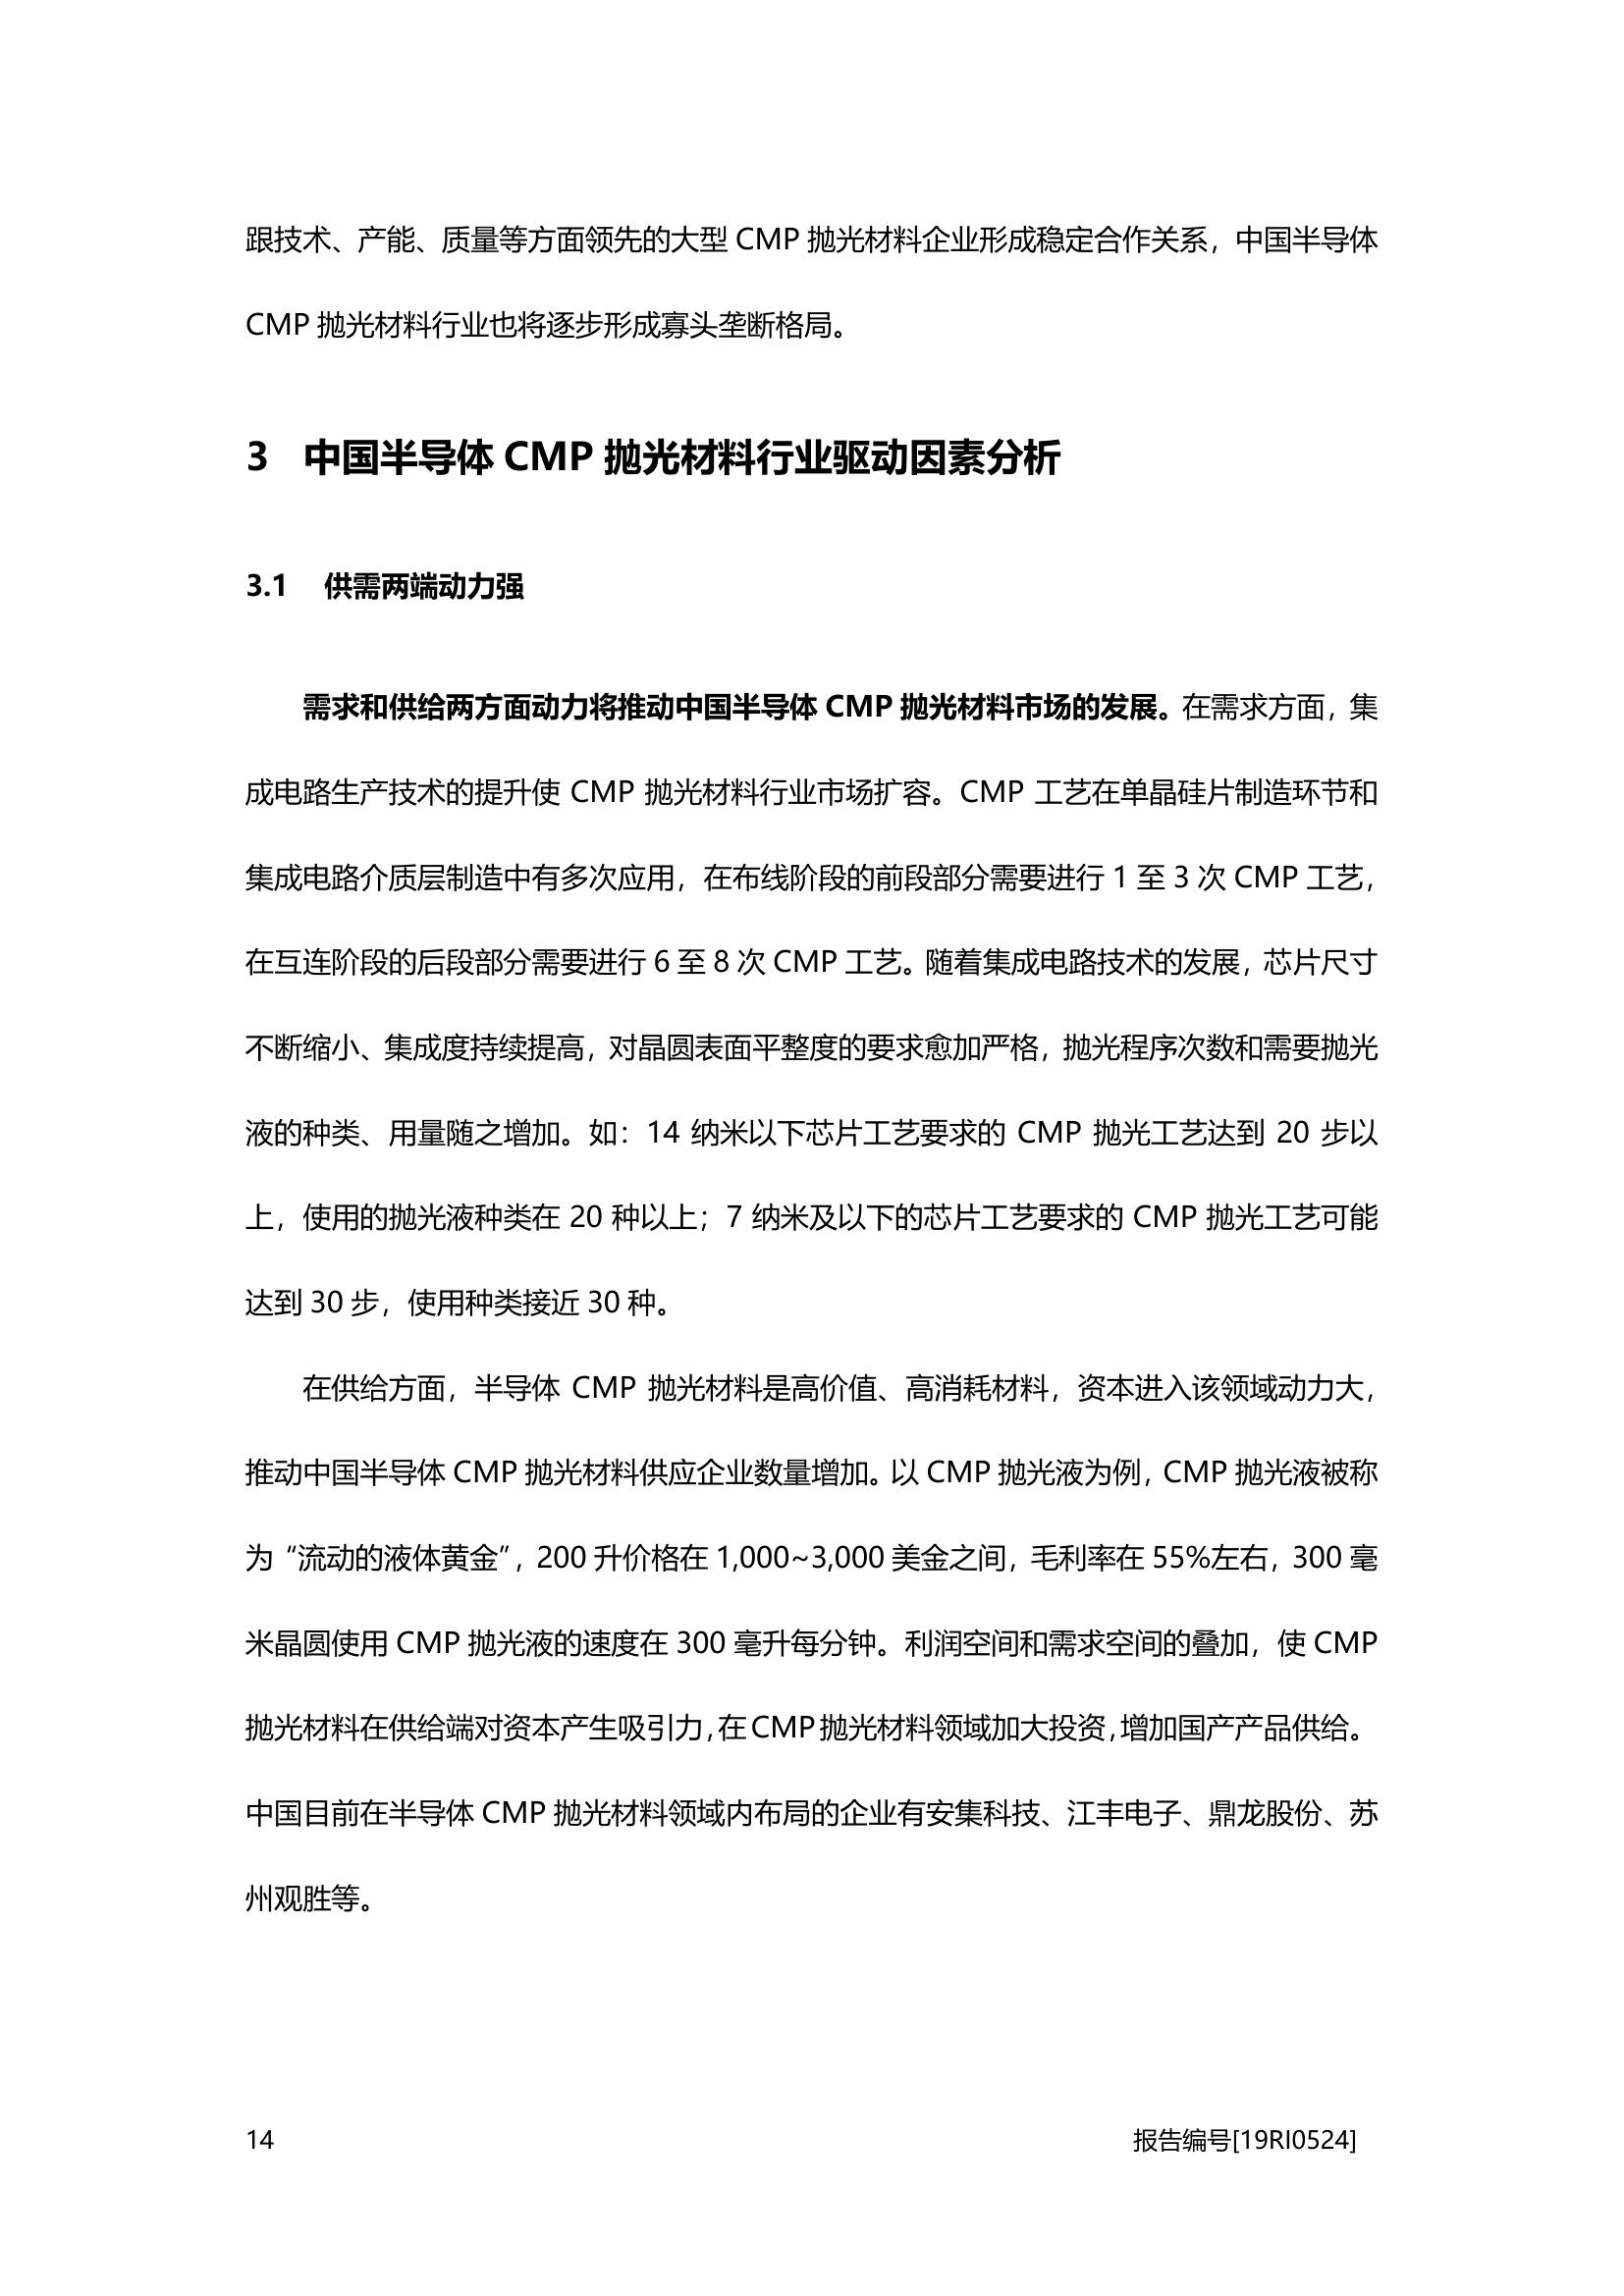 跟技术、产能、质量等方面领先的大型 CMP 抛光材料企业形成稳定合作关系，中国半导体
CMP 抛光材料行业也将逐步形成寡头垄断格局。
3 中国半导体 CMP 抛光材料行业驱动因素分析
3.1 供需两端动力强
需求和供给两方面动力将推动中国半导体 CMP 抛光材料市场的发展。在需求方面，集
成电路生产技术的提升使 CMP 抛光材料行业市场扩容。CMP 工艺在单晶硅片制造环节和
集成电路介质层制造中有多次应用，在布线阶段的前段部分需要进行 1 至 3 次 CMP 工艺，
在互连阶段的后段部分需要进行 6 至 8 次 CMP 工艺。随着集成电路技术的发展，芯片尺寸
不断缩小、集成度持续提高，对晶圆表面平整度的要求愈加严格，抛光程序次数和需要抛光
液的种类、用量随之增加。如：14 纳米以下芯片工艺要求的 CMP 抛光工艺达到 20 步以
上，使用的抛光液种类在 20 种以上；7 纳米及以下的芯片工艺要求的 CMP 抛光工艺可能
达到 30 步，使用种类接近 30 种。
在供给方面，半导体 CMP 抛光材料是高价值、高消耗材料，资本进入该领域动力大，
推动中国半导体 CMP 抛光材料供应企业数量增加。以 CMP 抛光液为例，CMP 抛光液被称
为“流动的液体黄金”，200 升价格在 1,000~3,000 美金之间，毛利率在 55%左右，300 毫
米晶圆使用 CMP 抛光液的速度在 300 毫升每分钟。利润空间和需求空间的叠加，使 CMP
抛光材料在供给端对资本产生吸引力，在 CMP 抛光材料领域加大投资，增加国产产品供给。
中国目前在半导体 CMP 抛光材料领域内布局的企业有安集科技、江丰电子、鼎龙股份、苏
州观胜等。
14 报告编号[19RI0524]